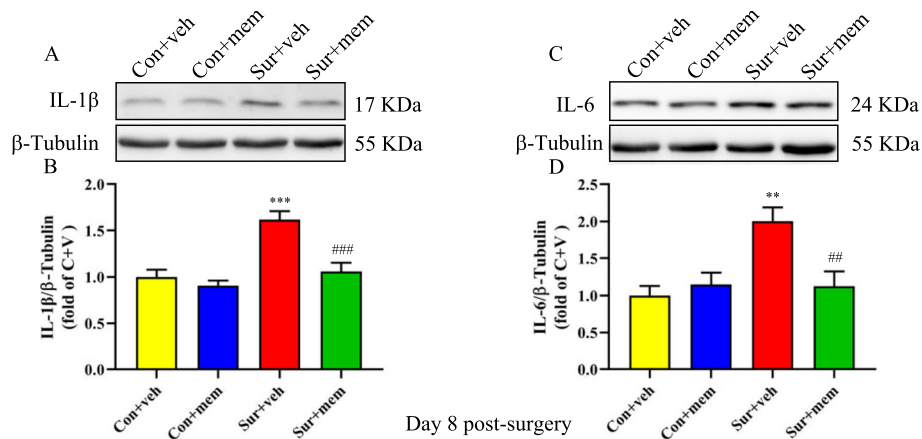 A
Con+veh
Con+mem
Sur+veh
Sur+mem
IL-1β
17 KDa
β-Tubulin
55 KDa
B
IL-1β/β-Tubulin
(fold of C+V)
2.0
1.5
1.0
0.5
0.0
***
###
Con+veh
Con+mem
Sur+veh
Sur+mem
C
Con+veh
Con+mem
Sur+veh
Sur+mem
IL-6
24 KDa
β-Tubulin
55 KDa
D
IL-6/β-Tubulin
(fold of C+V )
2.5
2.0
1.5
1.0
0.5
0.0
**
##
Con+veh
Con+mem
Sur+veh
Sur+mem
Day 8 post-surgery